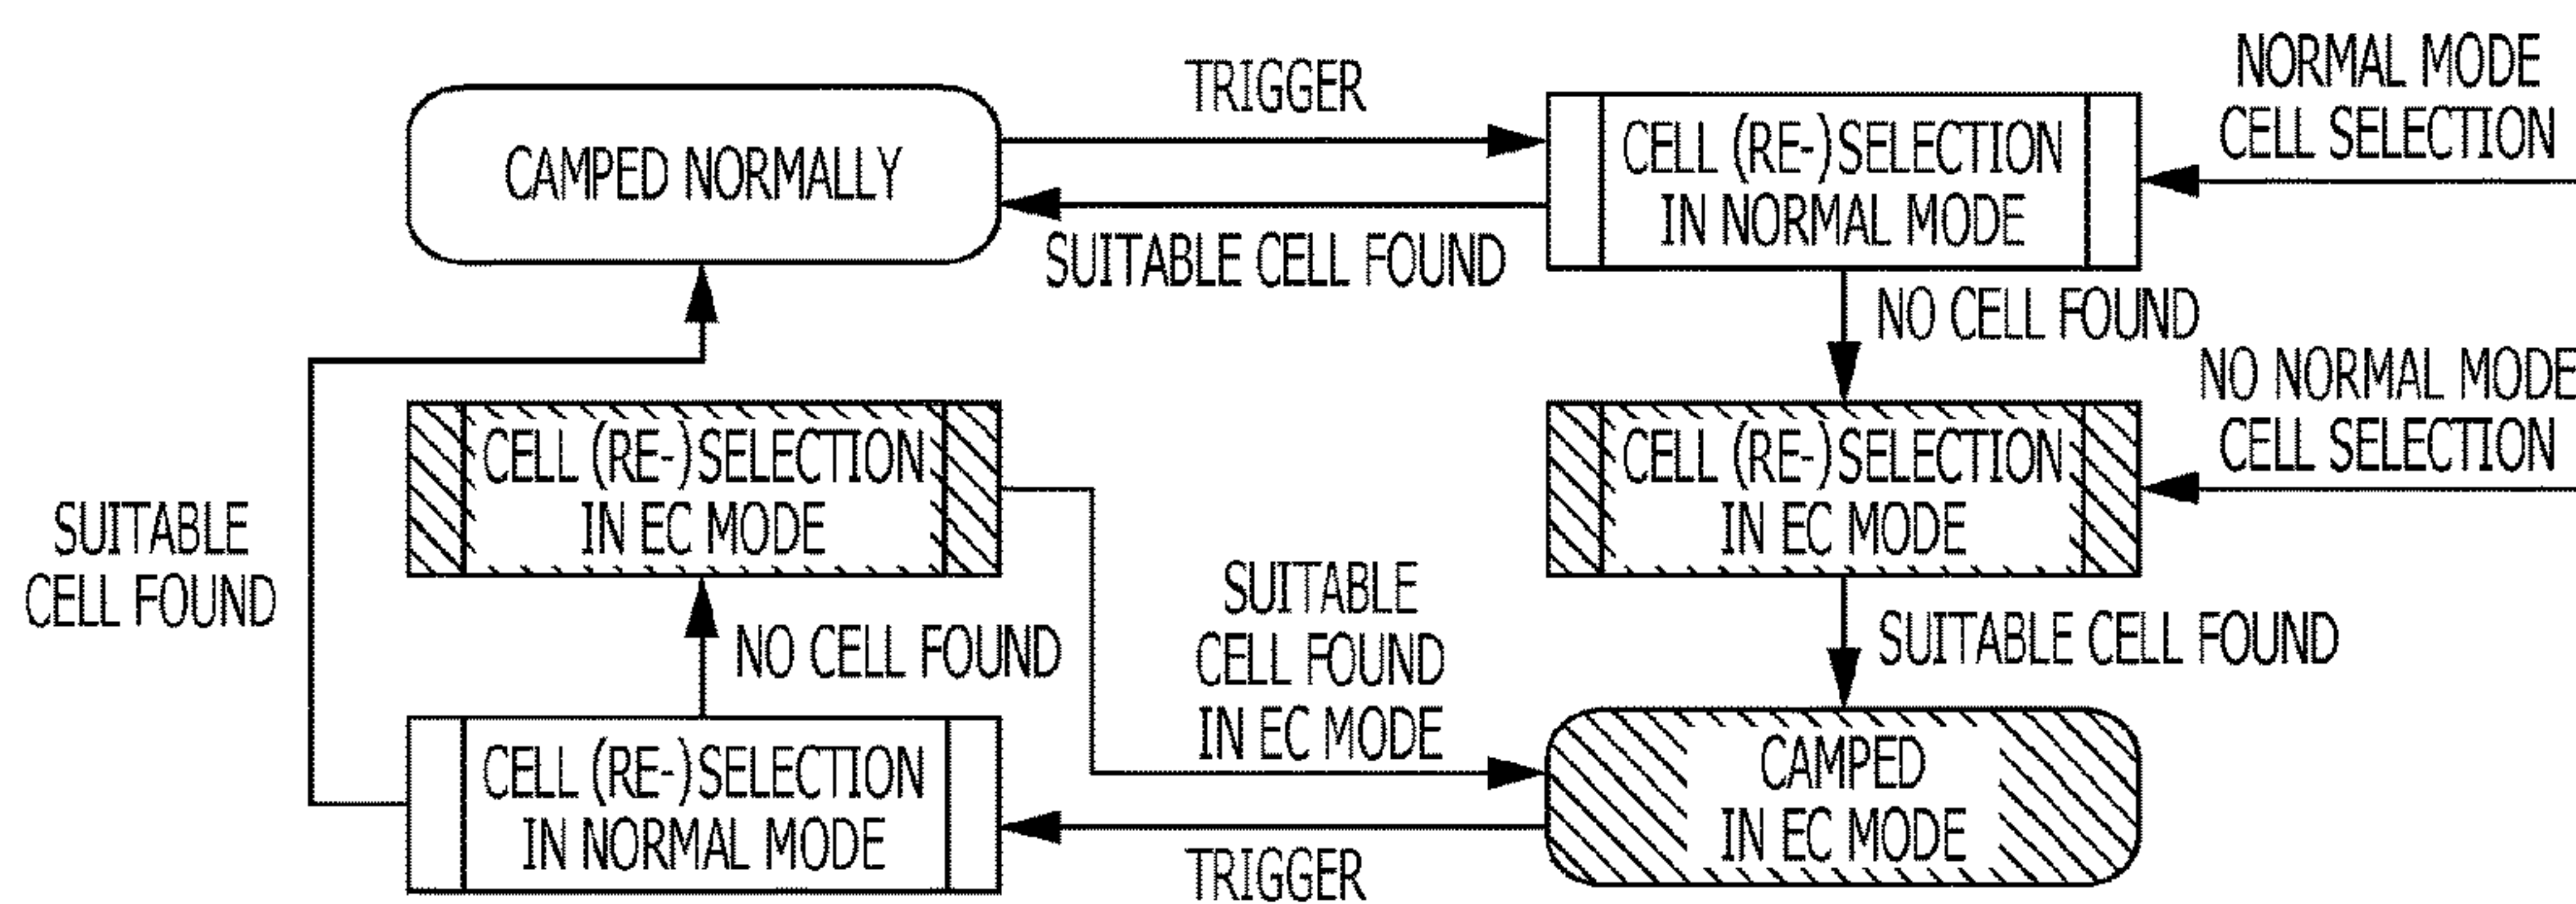 TRIGGER
NORMAL MODE
CELL SELECTION
CAMPED NORMALLY
CELL (RE-)SELECTION
IN NORMAL MODE
SUITABLE CELL FOUND
NO CELL FOUND
NO NORMAL MODE
CELL SELECTION
CELL (RE-)SELECTION
IN EC MODE
CELL (RE-)SELECTION
IN EC MODE
SUITABLE
CELL FOUND
NO CELL FOUND
SUITABLE
CELL FOUND
IN EC MODE
SUITABLE CELL FOUND
CELL (RE-)SELECTION
IN NORMAL MODE
CAMPED
IN EC MODE
TRIGGER